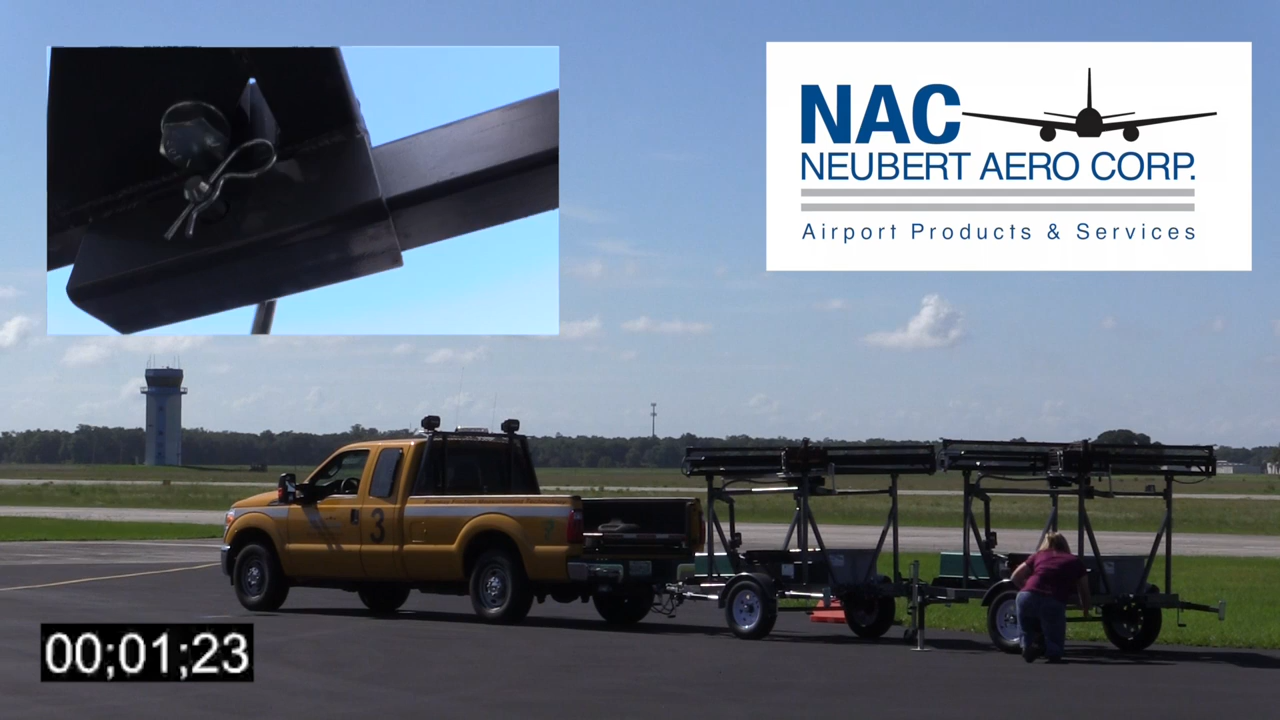 NAC
NEUBERT AERO CORP.
Airport Products & Services
3
00;01;23